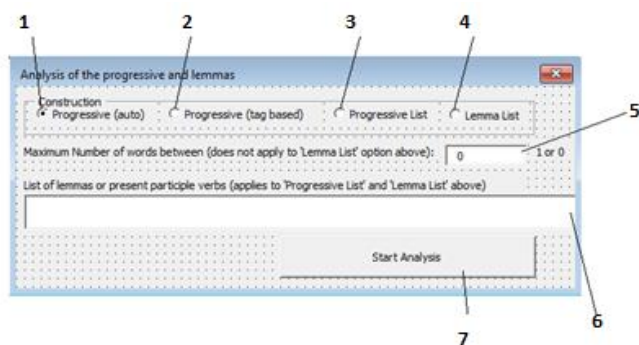 1 2 3 4
Analysis of the progressive and lemmas
Construction
Progressive (auto) Progressive (tag based) Progressive List Lemma List
5
Maximum Number of words between (does not apply to 'Lemma List' option above): 0 1 or 0
List of lemmas or present participle verbs (applies to 'Progressive List' and 'Lemma List' above)
Start Analysis
6
7